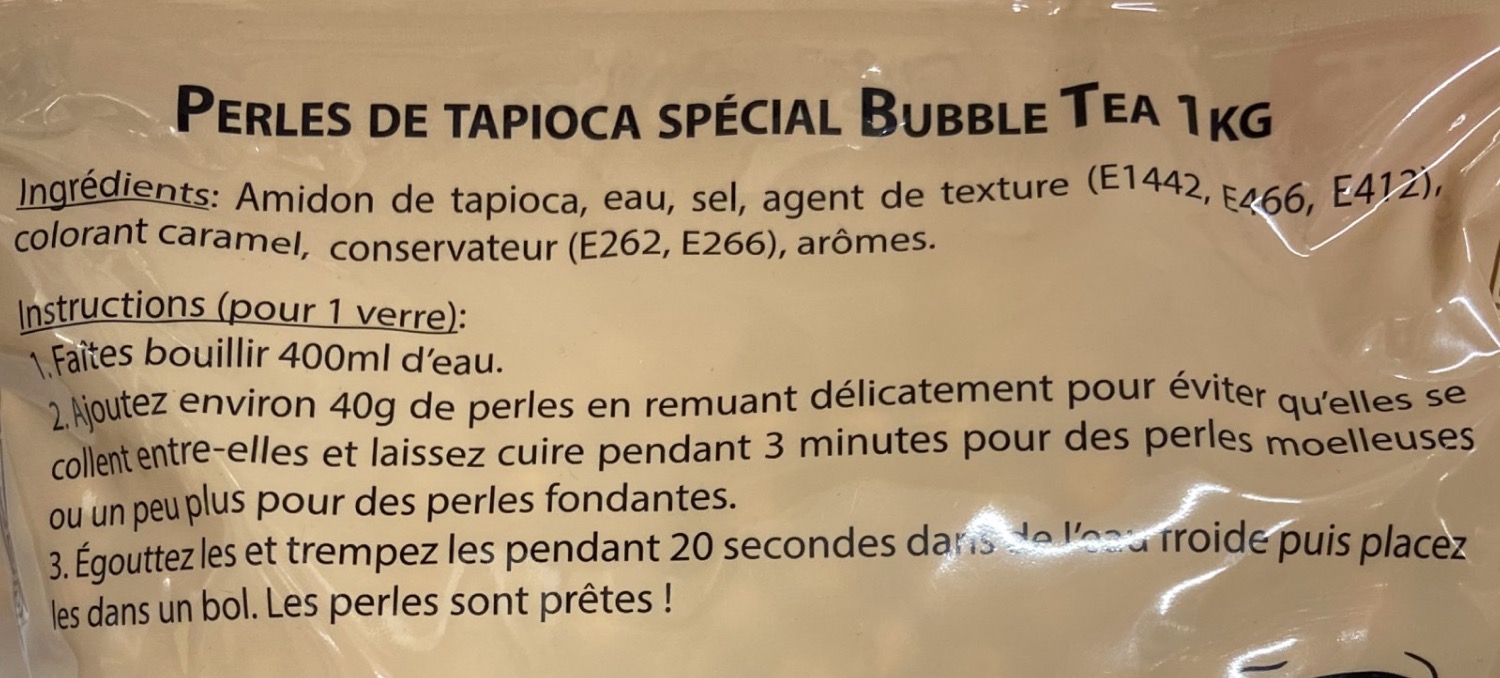 PERLES DE TAPIOCA SPÉCIAL BUBBLE TEA 1KG
Ingrédients: Amidon de tapioca, eau, sel, agent de texture (E1442, E466, E412),
colorant caramel, conservateur (E262, E266), arômes.
Instructions (pour 1 verre):
1. Faîtes bouillir 400ml d’eau.
2. Ajoutez environ 40g de perles en remuant délicatement pour éviter qu’elles se
collent entre-elles et laissez cuire pendant 3 minutes pour des perles moelleuses
ou un peu plus pour des perles fondantes.
3. Égouttez les et trempez les pendant 20 secondes dans de l’eau froide puis placez
les dans un bol. Les perles sont prêtes !